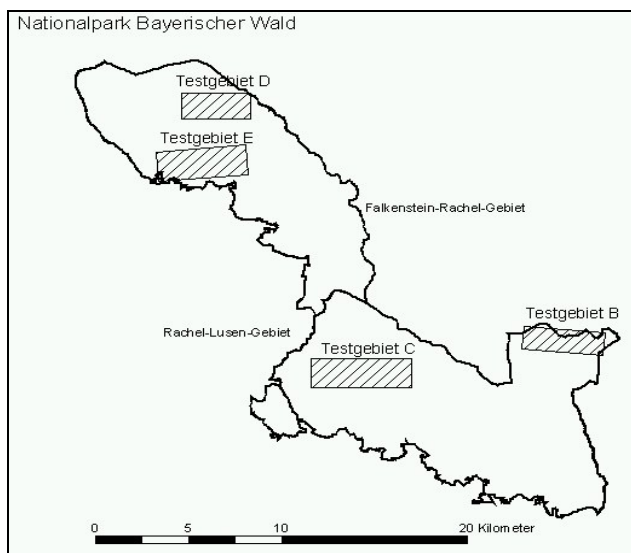 Nationalpark Bayerischer Wald
Testgebiet D
Testgebiet E
Falkenstein-Rachel-Gebiet
Testgebiet B
Rachel-Lusen-Gebiet
Testgebiet C
0 5 10 20 Kilometer